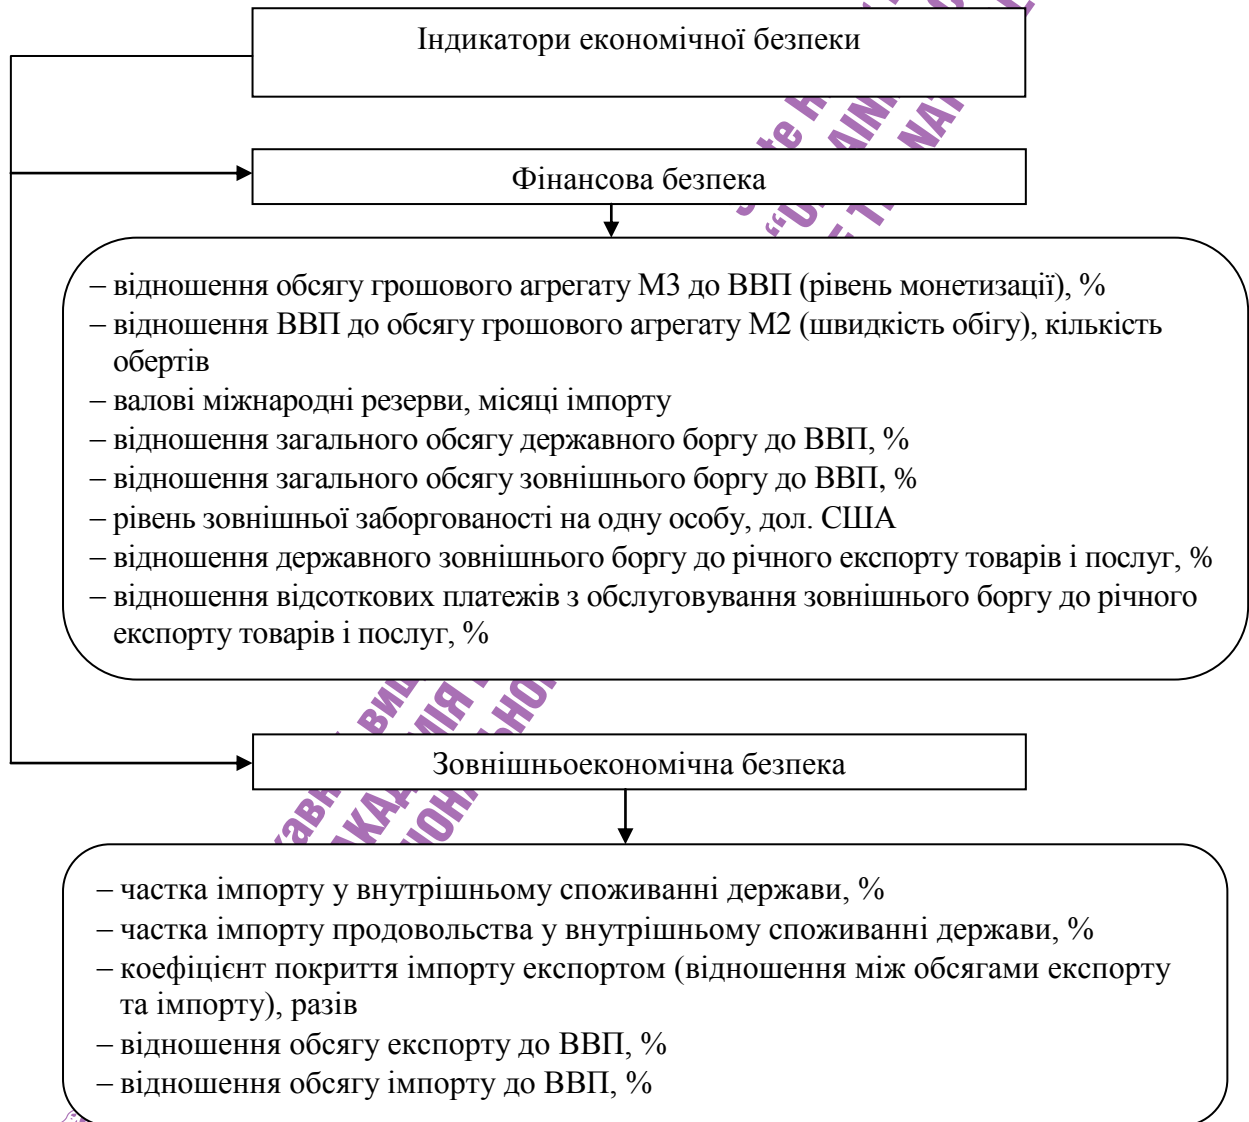 Індикатори економічної безпеки
Фінансова безпека
– відношення обсягу грошового агрегату М3 до ВВП (рівень монетизації), %
– відношення ВВП до обсягу грошового агрегату М2 (швидкість обігу), кількість
обертів
– валові міжнародні резерви, місяці імпорту
– відношення загального обсягу державного боргу до ВВП, %
– відношення загального обсягу зовнішнього боргу до ВВП, %
– рівень зовнішньої заборгованості на одну особу, дол. США
– відношення державного зовнішнього боргу до річного експорту товарів і послуг, %
– відношення відсоткових платежів з обслуговування зовнішнього боргу до річного
експорту товарів і послуг, %
Зовнішньоекономічна безпека
– частка імпорту у внутрішньому споживанні держави, %
– частка імпорту продовольства у внутрішньому споживанні держави, %
– коефіцієнт покриття імпорту експортом (відношення між обсягами експорту
та імпорту), разів
– відношення обсягу експорту до ВВП, %
– відношення обсягу імпорту до ВВП, %